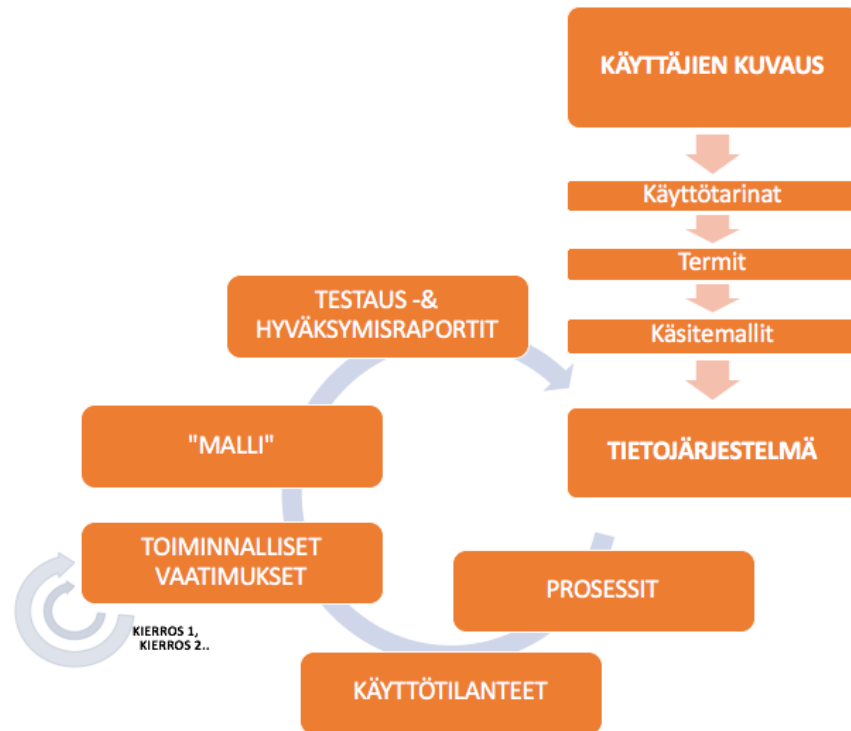 KÄYTTÄJIEN KUVAUS
Käyttötarinat
Termit
Käsitemallit
TIETOJÄRJESTELMÄ
PROSESSIT
KÄYTTÖTILANTEET
TOIMINNALLISET
VAATIMUKSET
"MALLI"
TESTAUS -&
HYVÄKSYMISRAPORTIT
KIERROS 1,
KIERROS 2..